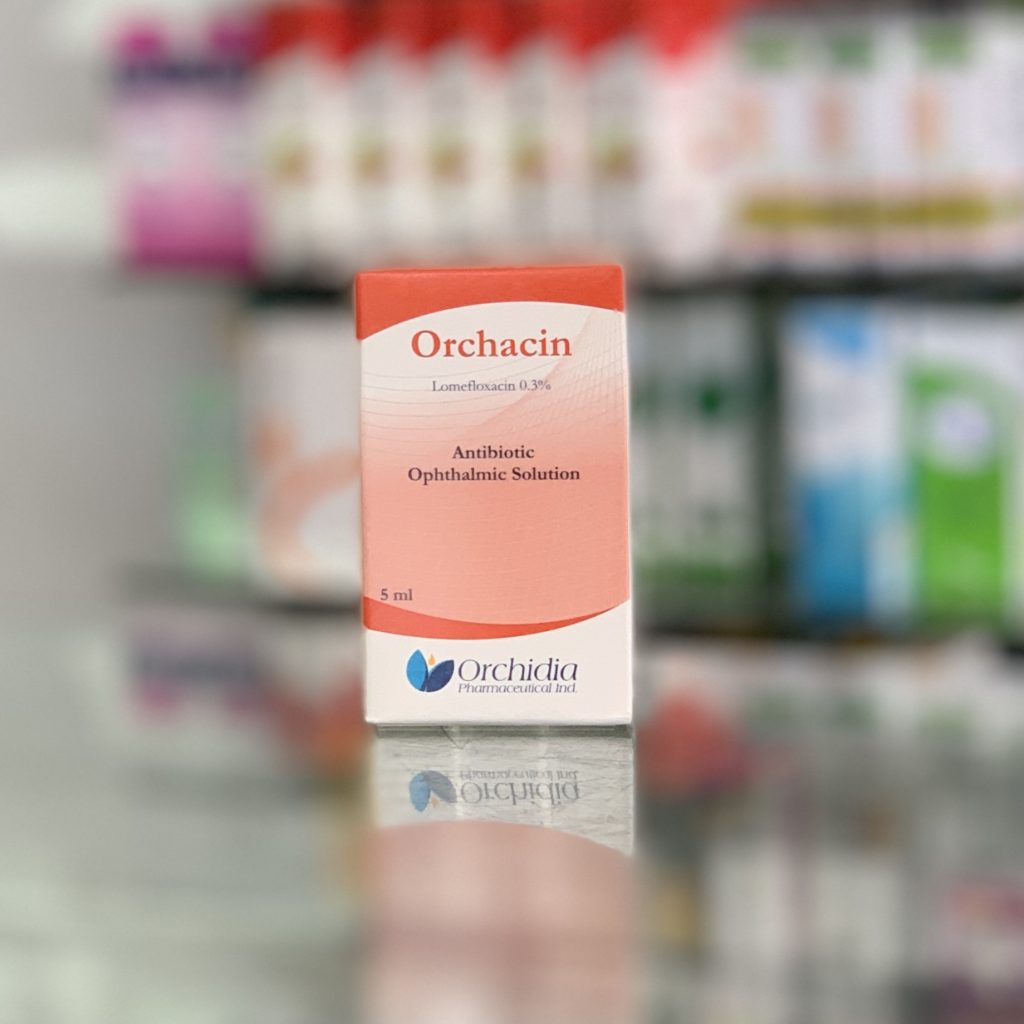 Orchacin
Lomefloxacin 0.3%
Antibiotic
Ophthalmic Solution
5 ml
Orchidia
Pharmaceutical Ind.